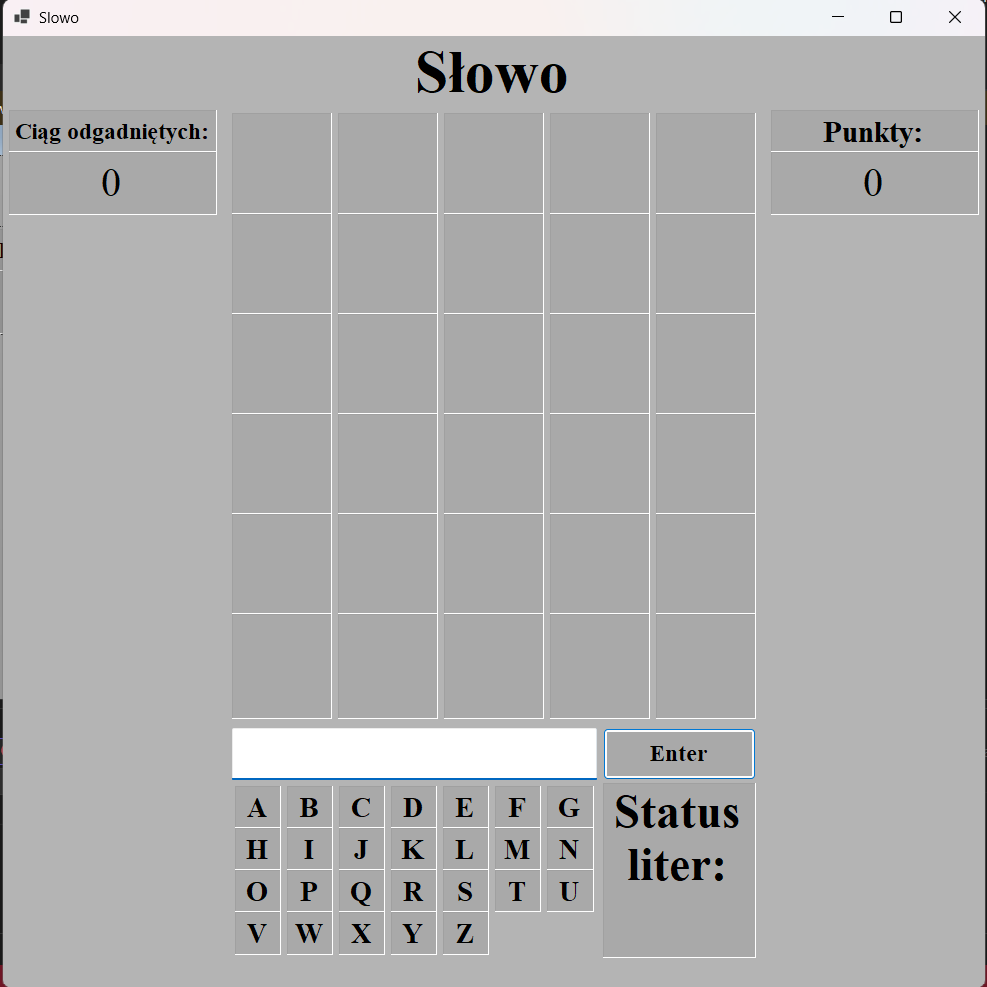 Slowo
Słowo
Ciąg odgadniętych:
0
Punkty:
0
Enter
A B C D E F G
H I J K L M N
O P Q R S T U
V W X Y Z
Status
liter: